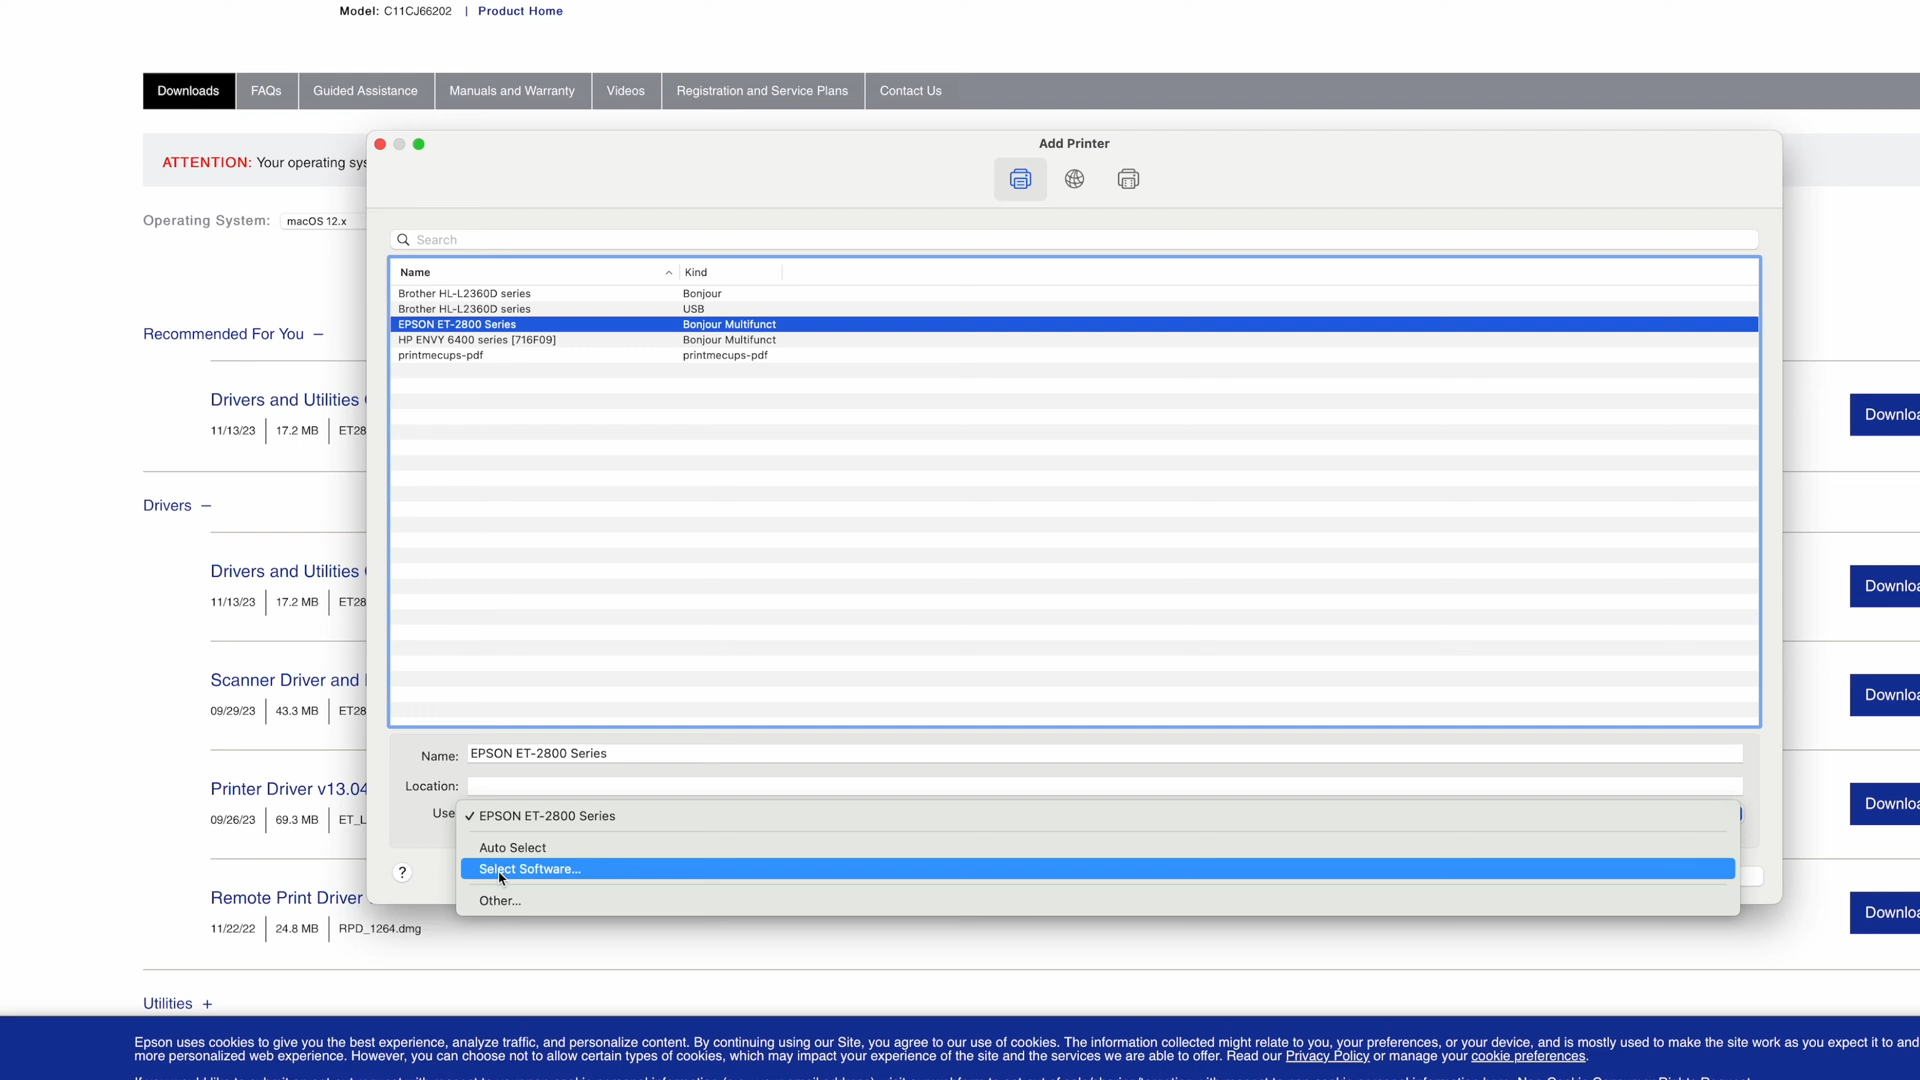 Model: C11CJ66202 | Product Home
Downloads FAQs Guided Assistance Manuals and Warranty Videos Registration and Service Plans Contact Us
Add Printer
ATTENTION: Your operating sys
Operating System: macOS 12.x
Search
Name Kind
Brother HL-L2360D series Bonjour
Brother HL-L2360D series USB
EPSON ET-2800 Series Bonjour Multifunct
HP ENVY 6400 series [716F09] Bonjour Multifunct
printmecups-pdf printmecups-pdf
Recommended For You –
Drivers and Utilities
11/13/23 | 17.2 MB | ET28
Downloa
Drivers –
Drivers and Utilities
11/13/23 | 17.2 MB | ET28
Downloa
Scanner Driver and
09/29/23 | 43.3 MB | ET28
Downloa
Name: EPSON ET-2800 Series
Location:
Use
✓ EPSON ET-2800 Series
Auto Select
Select Software...
Other...
?
Printer Driver v13.04
09/26/23 | 69.3 MB | ET_L
Downloa
Remote Print Driver
11/22/22 | 24.8 MB | RPD_1264.dmg
Downloa
Utilities +
Epson uses cookies to give you the best experience, analyze traffic, and personalize content. By continuing using our Site, you agree to our use of cookies. The information collected might relate to you, your preferences, or your device, and is mostly used to make the site work as you expect it to and
more personalized web experience. However, you can choose not to allow certain types of cookies, which may impact your experience of the site and the services we are able to offer. Read our Privacy Policy or manage your cookie preferences.